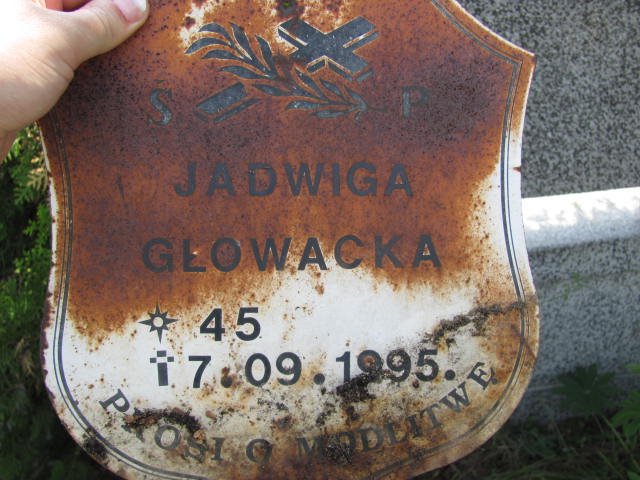 Ś P
JADWIGA
GŁOWACKA
45
7.09.1995.
PROSI O MODLITWĘ